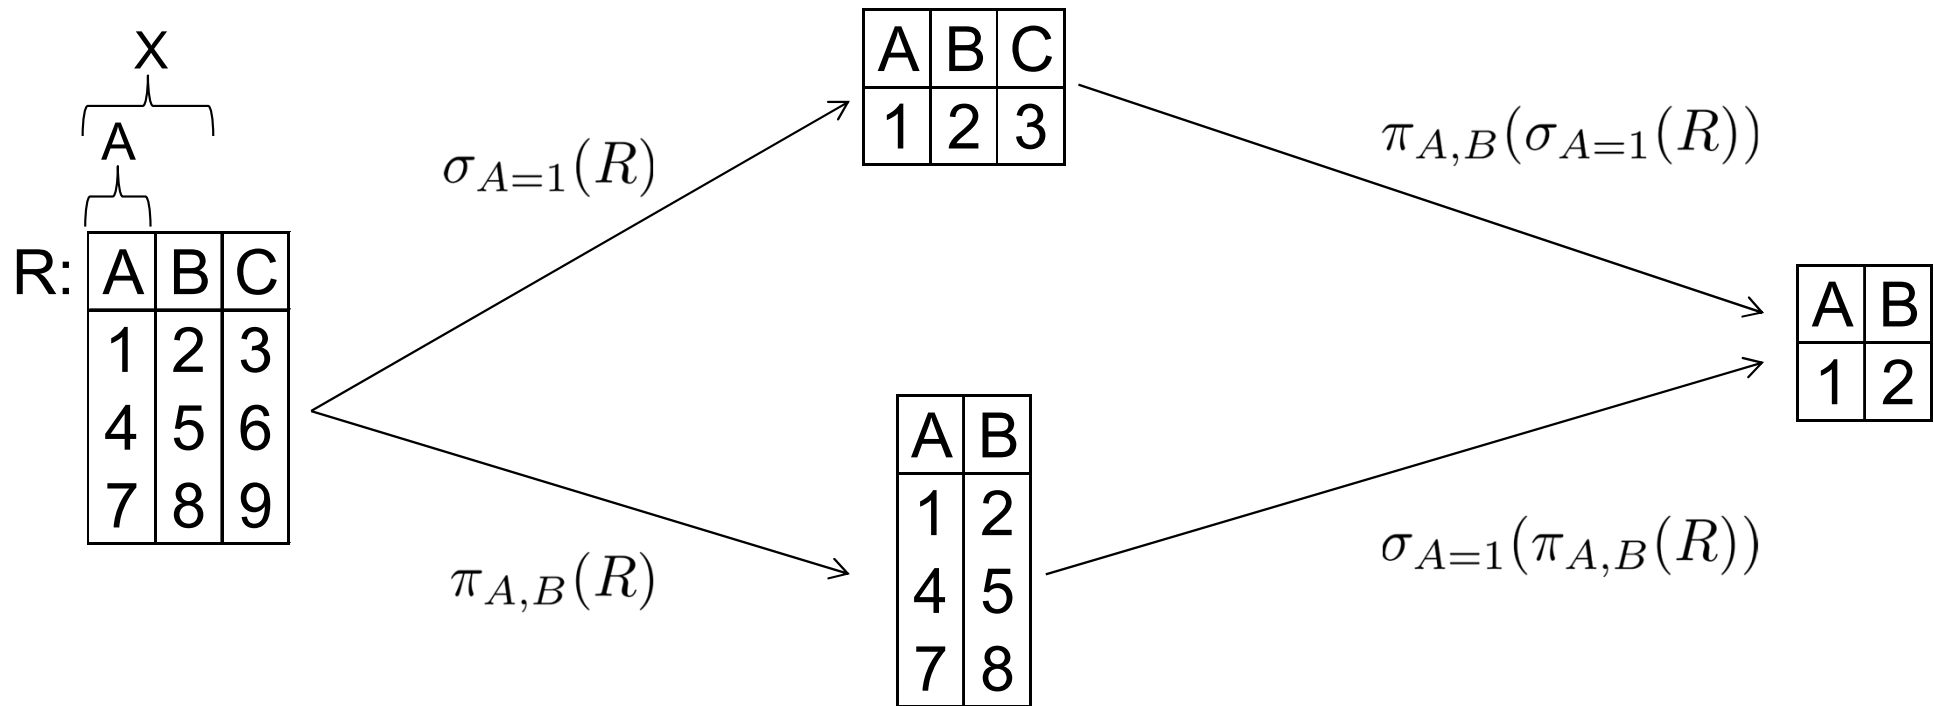 X
A
R:
A B C
1 2 3
4 5 6
7 8 9
σ_{A=1}(R)
A B C
1 2 3
π_{A,B}(σ_{A=1}(R))
π_{A,B}(R)
A B
1 2
4 5
7 8
σ_{A=1}(π_{A,B}(R))
A B
1 2